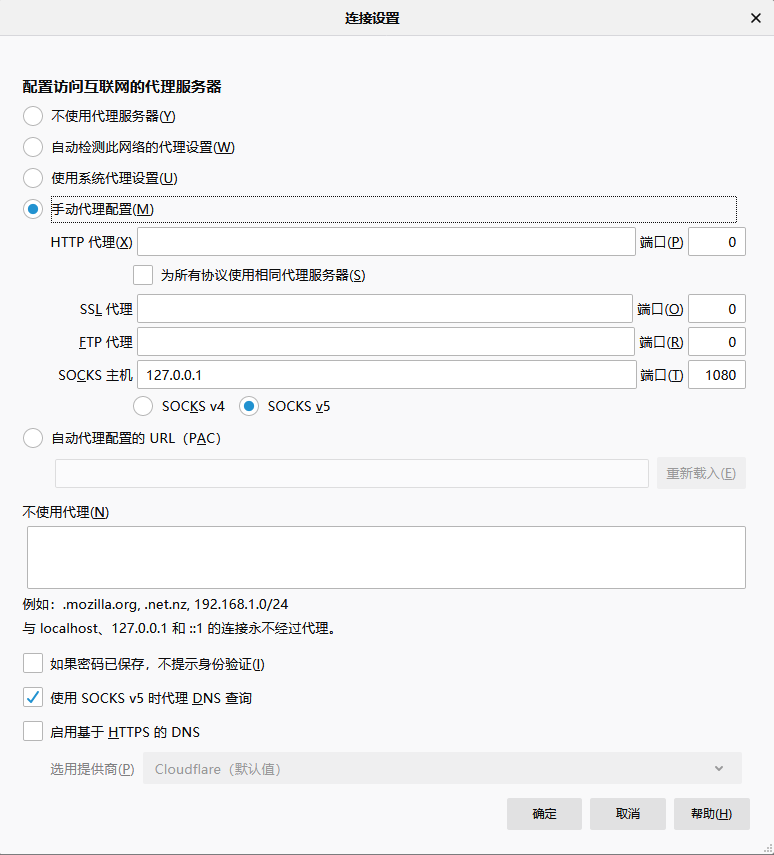 连接设置
配置访问互联网的代理服务器
不使用代理服务器(Y)
自动检测此网络的代理设置(W)
使用系统代理设置(U)
手动代理配置(M)
HTTP 代理(X) 端口(P) 0
为所有协议使用相同代理服务器(S)
SSL 代理 端口(O) 0
FTP 代理 端口(R) 0
SOCKS 主机 127.0.0.1 端口(T) 1080
SOCKS v4 SOCKS v5
自动代理配置的 URL（PAC）
重新载入(E)
不使用代理(N)
例如：.mozilla.org, .net.nz, 192.168.1.0/24
与 localhost、127.0.0.1 和 ::1 的连接永不经过代理。
如果密码已保存，不提示身份验证(I)
使用 SOCKS v5 时代理 DNS 查询
启用基于 HTTPS 的 DNS
选用提供商(P) Cloudflare（默认值）
确定 取消 帮助(H)